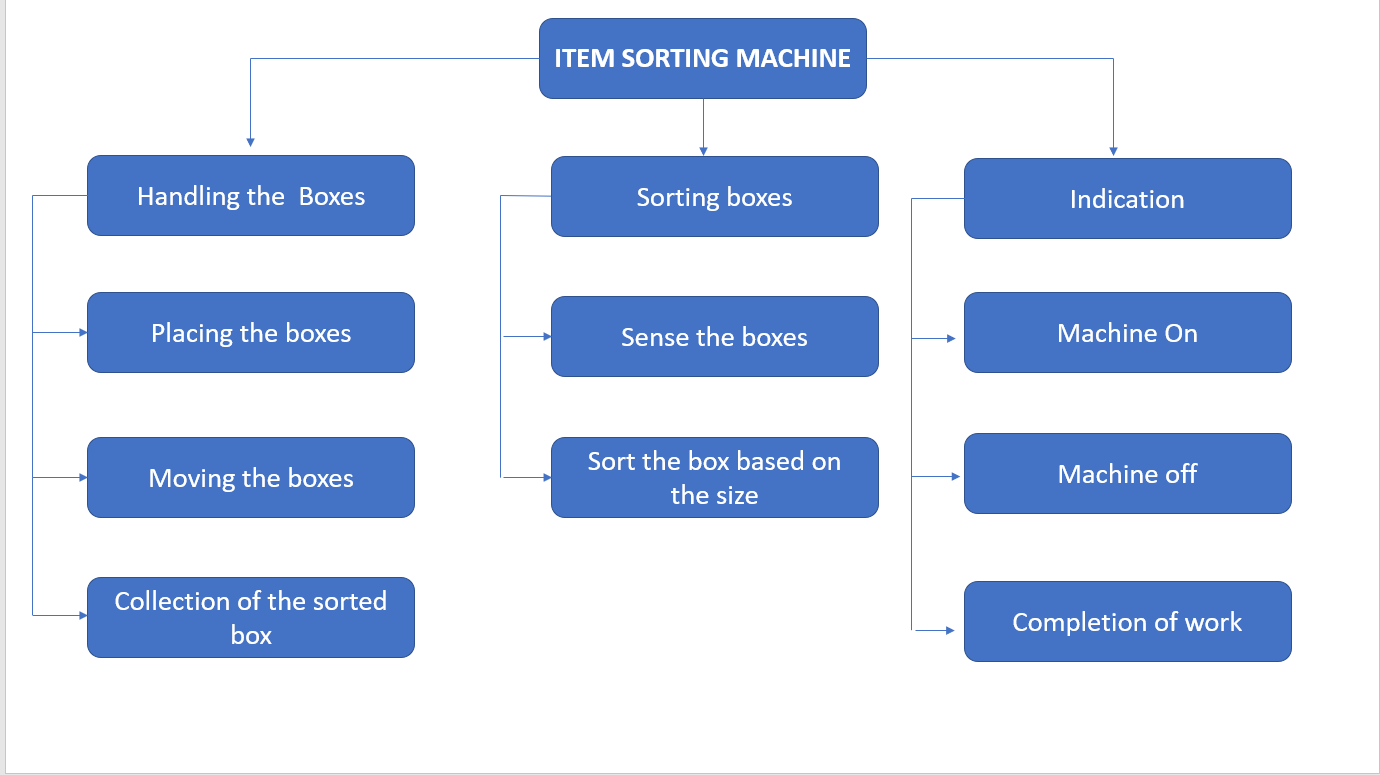 ITEM SORTING MACHINE
Handling the  Boxes
Placing the boxes
Moving the boxes
Collection of the sorted
box
Sorting boxes
Sense the boxes
Sort the box based on
the size
Indication
Machine On
Machine off
Completion of work